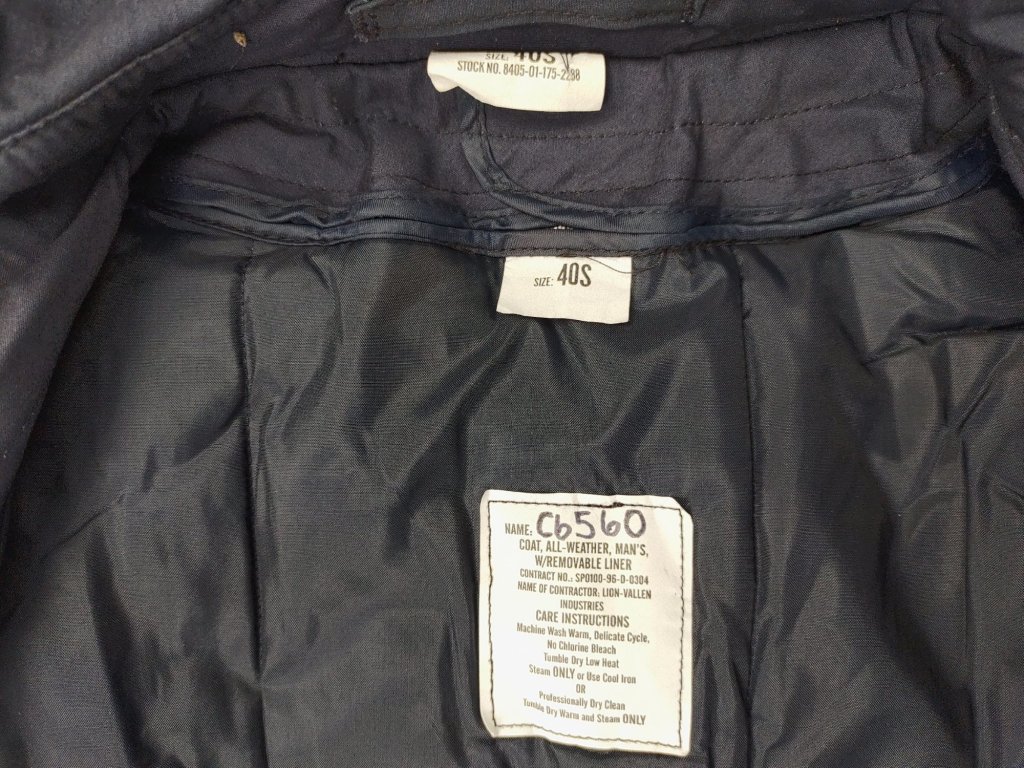 SIZE: 40S
STOCK NO. 8405-01-175-2238
SIZE: 40S
NAME: C6560
COAT, ALL-WEATHER, MAN'S,
W/REMOVABLE LINER
CONTRACT NO.: SPO100-96-D-0304
NAME OF CONTRACTOR: LION-VALLEN
INDUSTRIES
CARE INSTRUCTIONS
Machine Wash Warm, Delicate Cycle.
No Chlorine Bleach
Tumble Dry Low Heat
Steam ONLY or Use Cool Iron
OR
Professionally Dry Clean
Tumble Dry Warm and Steam ONLY